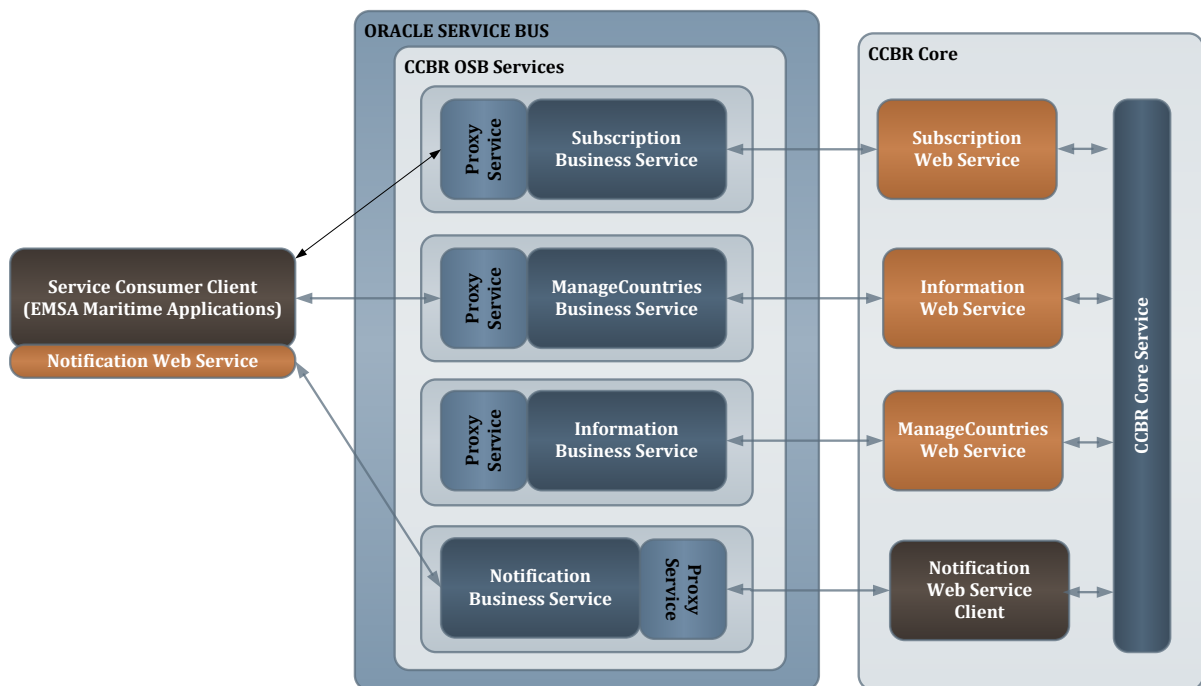 ORACLE SERVICE BUS
CCBR OSB Services
CCBR Core
Proxy
Service
Subscription
Business Service
Subscription
Web Service
Service Consumer Client
(EMSA Maritime Applications)
Notification Web Service
Proxy
Service
ManageCountries
Business Service
Information
Web Service
CCBR Core Service
Proxy
Service
Information
Business Service
ManageCountries
Web Service
Notification
Business Service
Proxy
Service
Notification
Web Service
Client